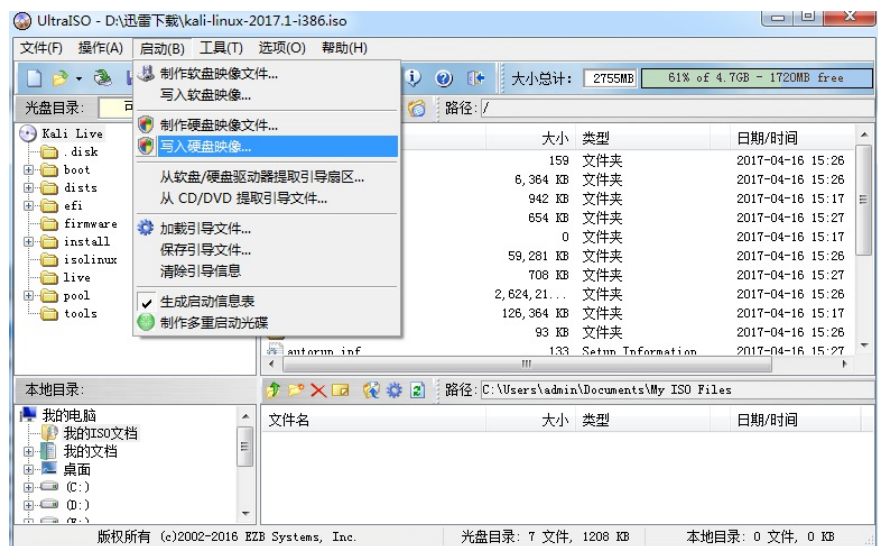 UltraISO - D:\迅雷下载\kali-linux-2017.1-i386.iso
文件(F) 操作(A) 启动(B) 工具(T) 选项(O) 帮助(H)
大小总计: 2755MB 61% of 4.7GB - 1720MB free
光盘目录: 路径: /
制作软盘映像文件...
写入软盘映像...
制作硬盘映像文件...
写入硬盘映像...
从软盘/硬盘驱动器提取引导扇区...
从 CD/DVD 提取引导文件...
加载引导文件...
保存引导文件...
清除引导信息
生成启动信息表
制作多重启动光碟
Kali Live
.disk
boot
dists
efi
firmware
install
isolinux
live
pool
tools
大小 类型 日期/时间
159 文件夹 2017-04-16 15:26
6,364 KB 文件夹 2017-04-16 15:26
942 KB 文件夹 2017-04-16 15:17
654 KB 文件夹 2017-04-16 15:27
0 文件夹 2017-04-16 15:17
59,281 KB 文件夹 2017-04-16 15:26
708 KB 文件夹 2017-04-16 15:27
2,624,21... 文件夹 2017-04-16 15:26
126,364 KB 文件夹 2017-04-16 15:17
93 KB 文件夹 2017-04-16 15:26
autorun.inf 133 Setup Information 2017-04-16 15:27
本地目录: 路径: C:\Users\admin\Documents\My ISO Files
我的电脑
我的ISO文档
我的文档
桌面
(C:)
(D:)
文件名 大小 类型 日期/时间
版权所有 (c)2002-2016 EZB Systems, Inc. 光盘目录: 7 文件, 1208 KB 本地目录: 0 文件, 0 KB